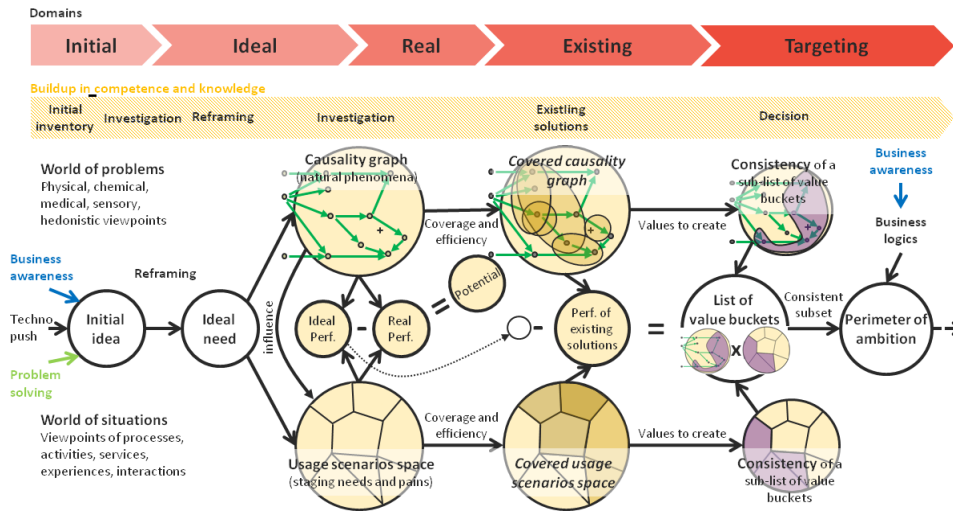 Domains
Initial
Ideal
Real
Existing
Targeting
Buildup in competence and knowledge
Initial
inventory
Investigation
Reframing
Investigation
Existling
solutions
Decision
World of problems
Physical, chemical,
medical, sensory,
hedonistic viewpoints
Causality graph
(natural phenomena)
Covered causality
graph
Consistency of a
sub-list of value
buckets
Business
awareness
Coverage and
efficiency
Values to create
Business
logics
Business
awareness
Reframing
Techno
push
Initial
idea
Ideal
need
influence
Ideal
Perf.
-
Real
Perf.
=
Potential
-
Perf. of
existing
solutions
=
List of
value buckets
X
Consistent
subset
Perimeter of
ambition
Problem
solving
World of situations
Viewpoints of processes,
activities, services,
experiences, interactions
Coverage and
efficiency
Values to create
Usage scenarios space
(staging needs and pains)
Covered usage
scenarios space
Consistency of a
sub-list of value
buckets